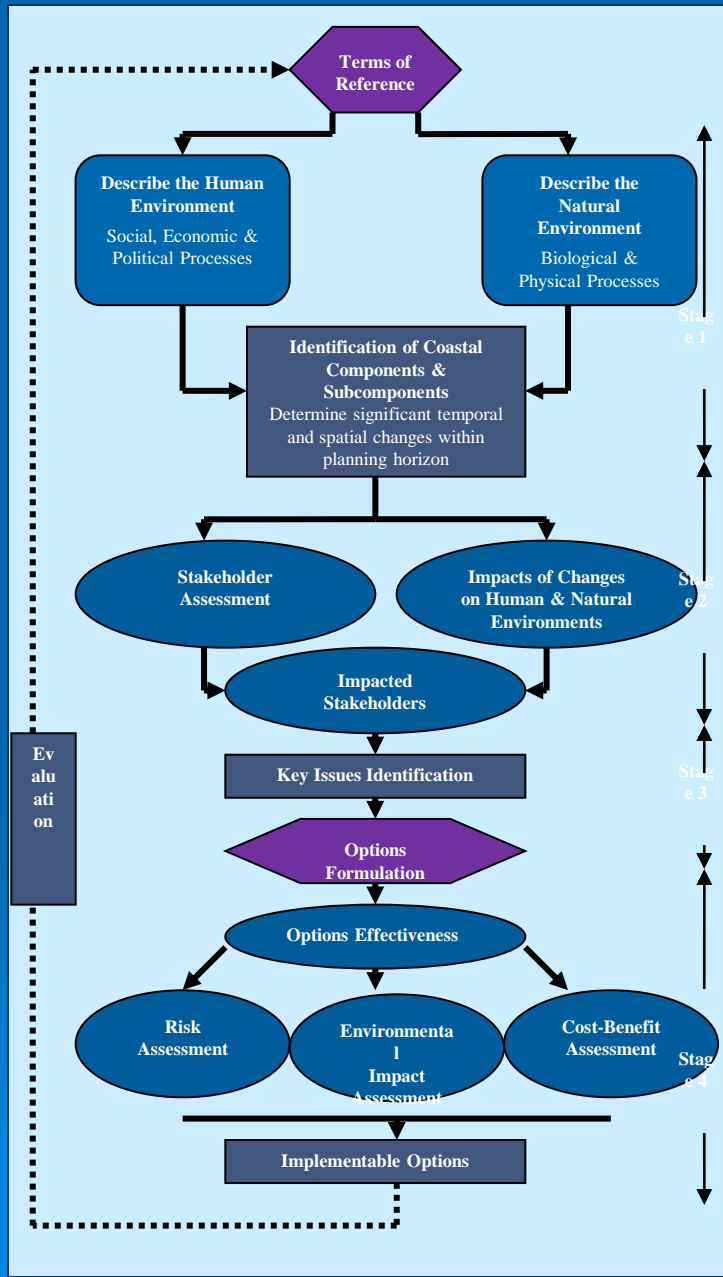 Terms of
Reference
Describe the Human
Environment
Social, Economic &
Political Processes
Describe the
Natural
Environment
Biological &
Physical Processes
Stag
e 1
Identification of Coastal
Components &
Subcomponents
Determine significant temporal
and spatial changes within
planning horizon
Stakeholder
Assessment
Impacts of Changes
on Human & Natural
Environments
Stag
e 2
Impacted
Stakeholders
Ev
alu
ati
on
Key Issues Identification
Stag
e 3
Options
Formulation
Options Effectiveness
Risk
Assessment
Environmenta
l
Impact
Assessment
Cost-Benefit
Assessment
Stag
e 4
Implementable Options